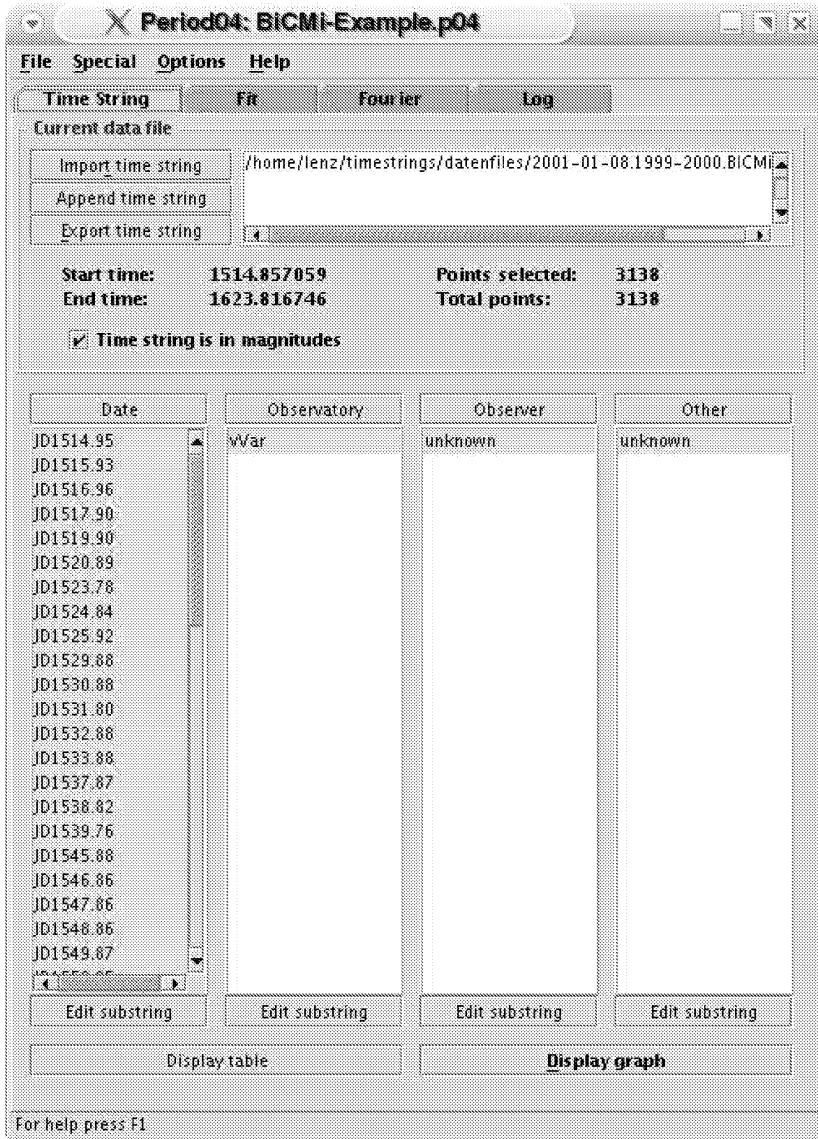 Period04: BiCMi-Example.p04
File Special Options Help
Time String Fit Fourier Log
Current data file
Import time string
/home/lenz/timestrings/datenfiles/2001-01-08.1999-2000.BICMi
Append time string
Export time string
Start time: 1514.857059 Points selected: 3138
End time: 1623.816746 Total points: 3138
Time string is in magnitudes
Date Observatory Observer Other
JD1514.95 vVar unknown unknown
JD1515.93
JD1516.96
JD1517.90
JD1519.90
JD1520.89
JD1523.78
JD1524.84
JD1525.92
JD1529.88
JD1530.88
JD1531.80
JD1532.88
JD1533.88
JD1537.87
JD1538.82
JD1539.76
JD1545.88
JD1546.86
JD1547.86
JD1548.86
JD1549.87
Edit substring Edit substring Edit substring Edit substring
Display table Display graph
For help press F1